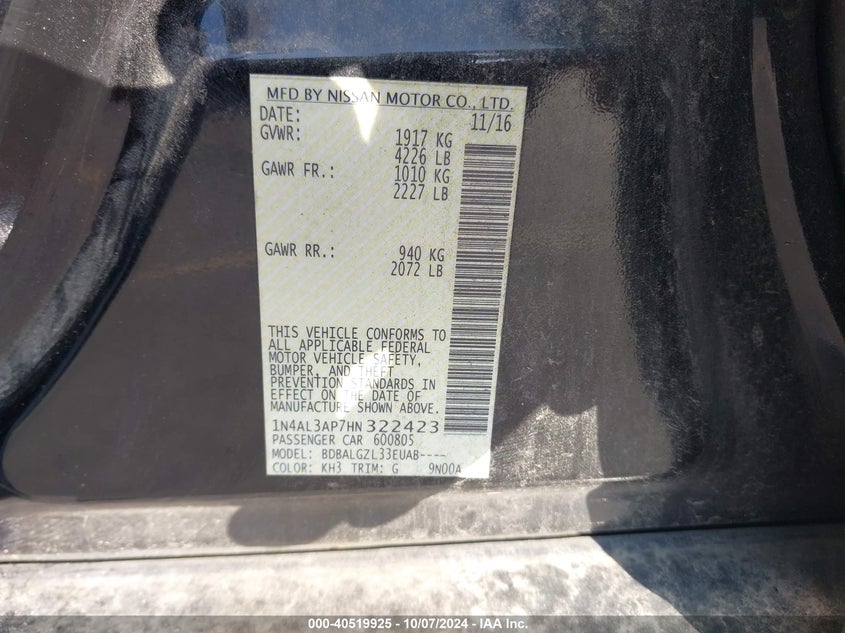 MFD BY NISSAN MOTOR CO., LTD.
DATE: 11/16
GVWR: 1917 KG
4226 LB
GAWR FR.: 1010 KG
2227 LB
GAWR RR.: 940 KG
2072 LB
THIS VEHICLE CONFORMS TO
ALL APPLICABLE FEDERAL
MOTOR VEHICLE SAFETY,
BUMPER, AND THEFT
PREVENTION STANDARDS IN
EFFECT ON THE DATE OF
MANUFACTURE SHOWN ABOVE.
1N4AL3AP7HN322423
PASSENGER CAR 600805
MODEL: BDBALGZL33EUAB----
COLOR: KH3 TRIM: G 9N00A
000-40519925 - 10/07/2024 - IAA Inc.